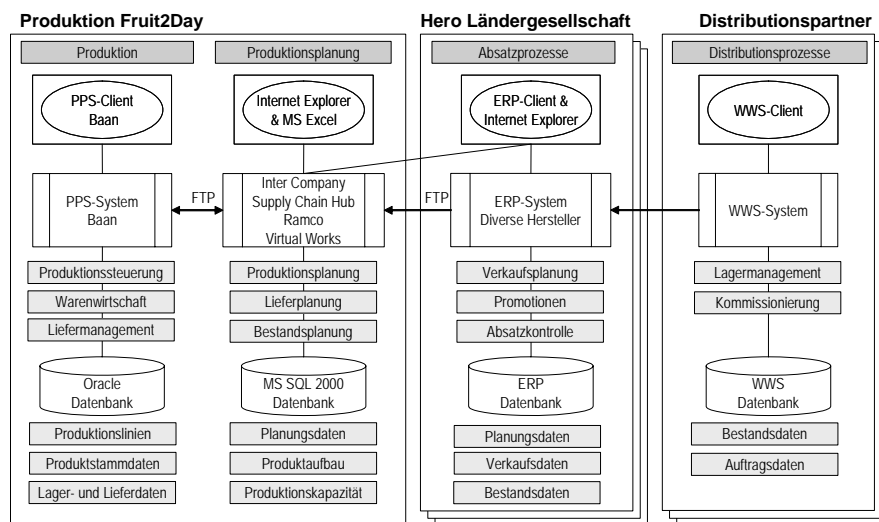 Produktion Fruit2Day
Hero Ländergesellschaft
Distributionspartner
Produktion
Produktionsplanung
Absatzprozesse
Distributionsprozesse
PPS-Client
Baan
Internet Explorer
& MS Excel
ERP-Client &
Internet Explorer
WWS-Client
PPS-System
Baan
FTP
Inter Company
Supply Chain Hub
Ramco
Virtual Works
FTP
ERP-System
Diverse Hersteller
WWS-System
Produktionssteuerung
Warenwirtschaft
Liefermanagement
Produktionsplanung
Lieferplanung
Bestandsplanung
Verkaufsplanung
Promotionen
Absatzkontrolle
Lagermanagement
Kommissionierung
Oracle
Datenbank
MS SQL 2000
Datenbank
ERP
Datenbank
WWS
Datenbank
Produktionslinien
Produktstammdaten
Lager- und Lieferdaten
Planungsdaten
Produktaufbau
Produktionskapazität
Planungsdaten
Verkaufsdaten
Bestandsdaten
Bestandsdaten
Auftragsdaten